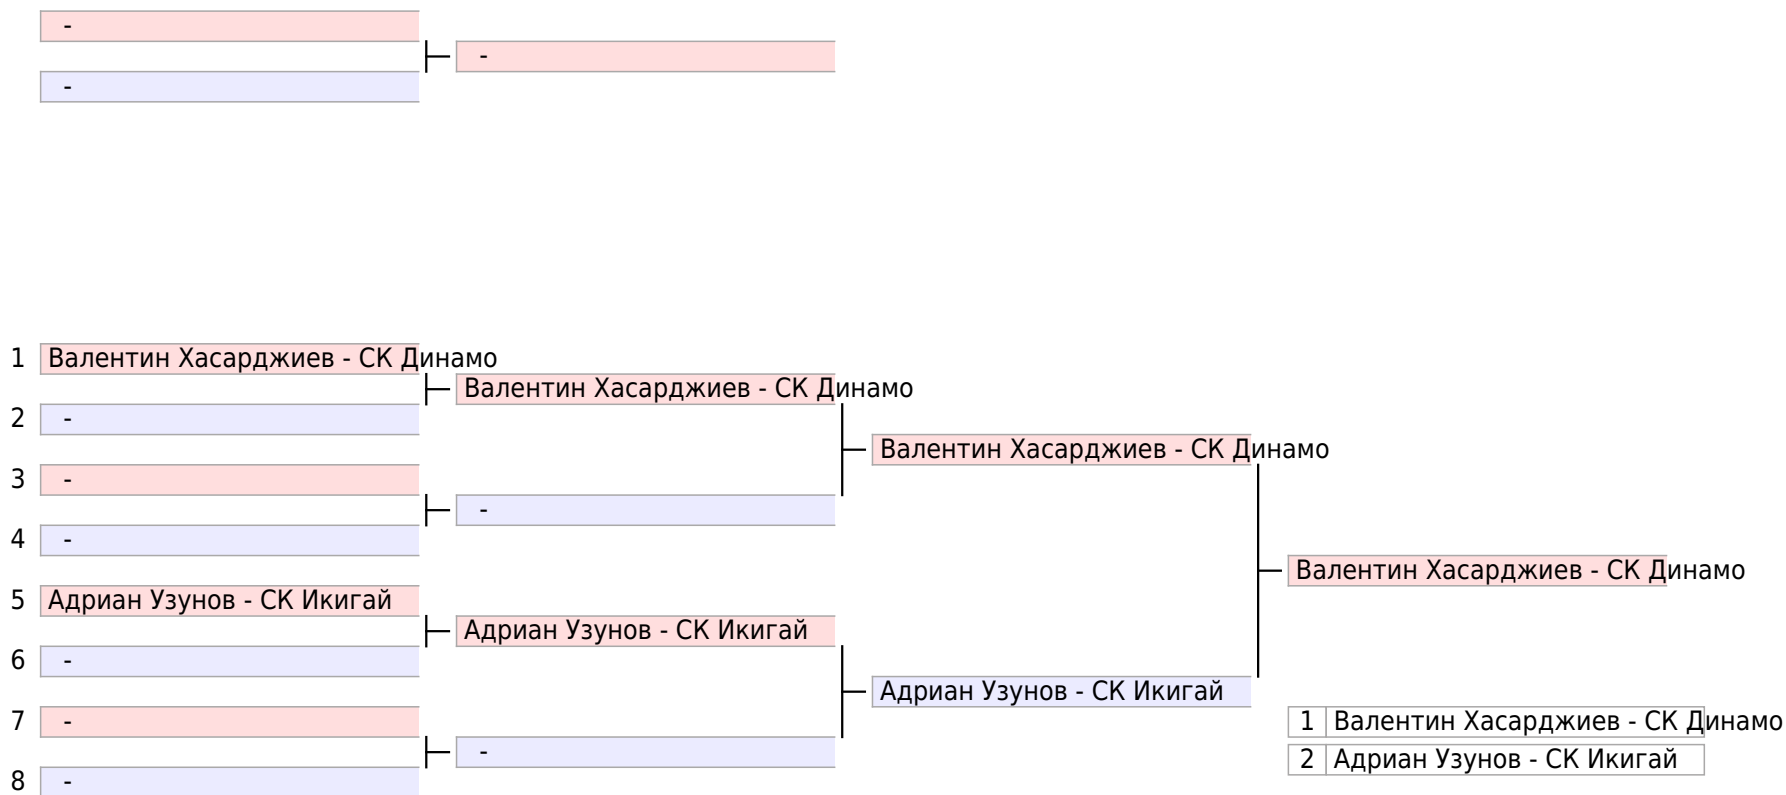 -
-
-
1 Валентин Хасарджиев - СК Динамо
Валентин Хасарджиев - СК Динамо
2 -
Валентин Хасарджиев - СК Динамо
3 -
-
4 -
Валентин Хасарджиев - СК Динамо
5 Адриан Узунов - СК Икигай
Адриан Узунов - СК Икигай
6 -
Адриан Узунов - СК Икигай
7 -
1 Валентин Хасарджиев - СК Динамо
-
2 Адриан Узунов - СК Икигай
8 -